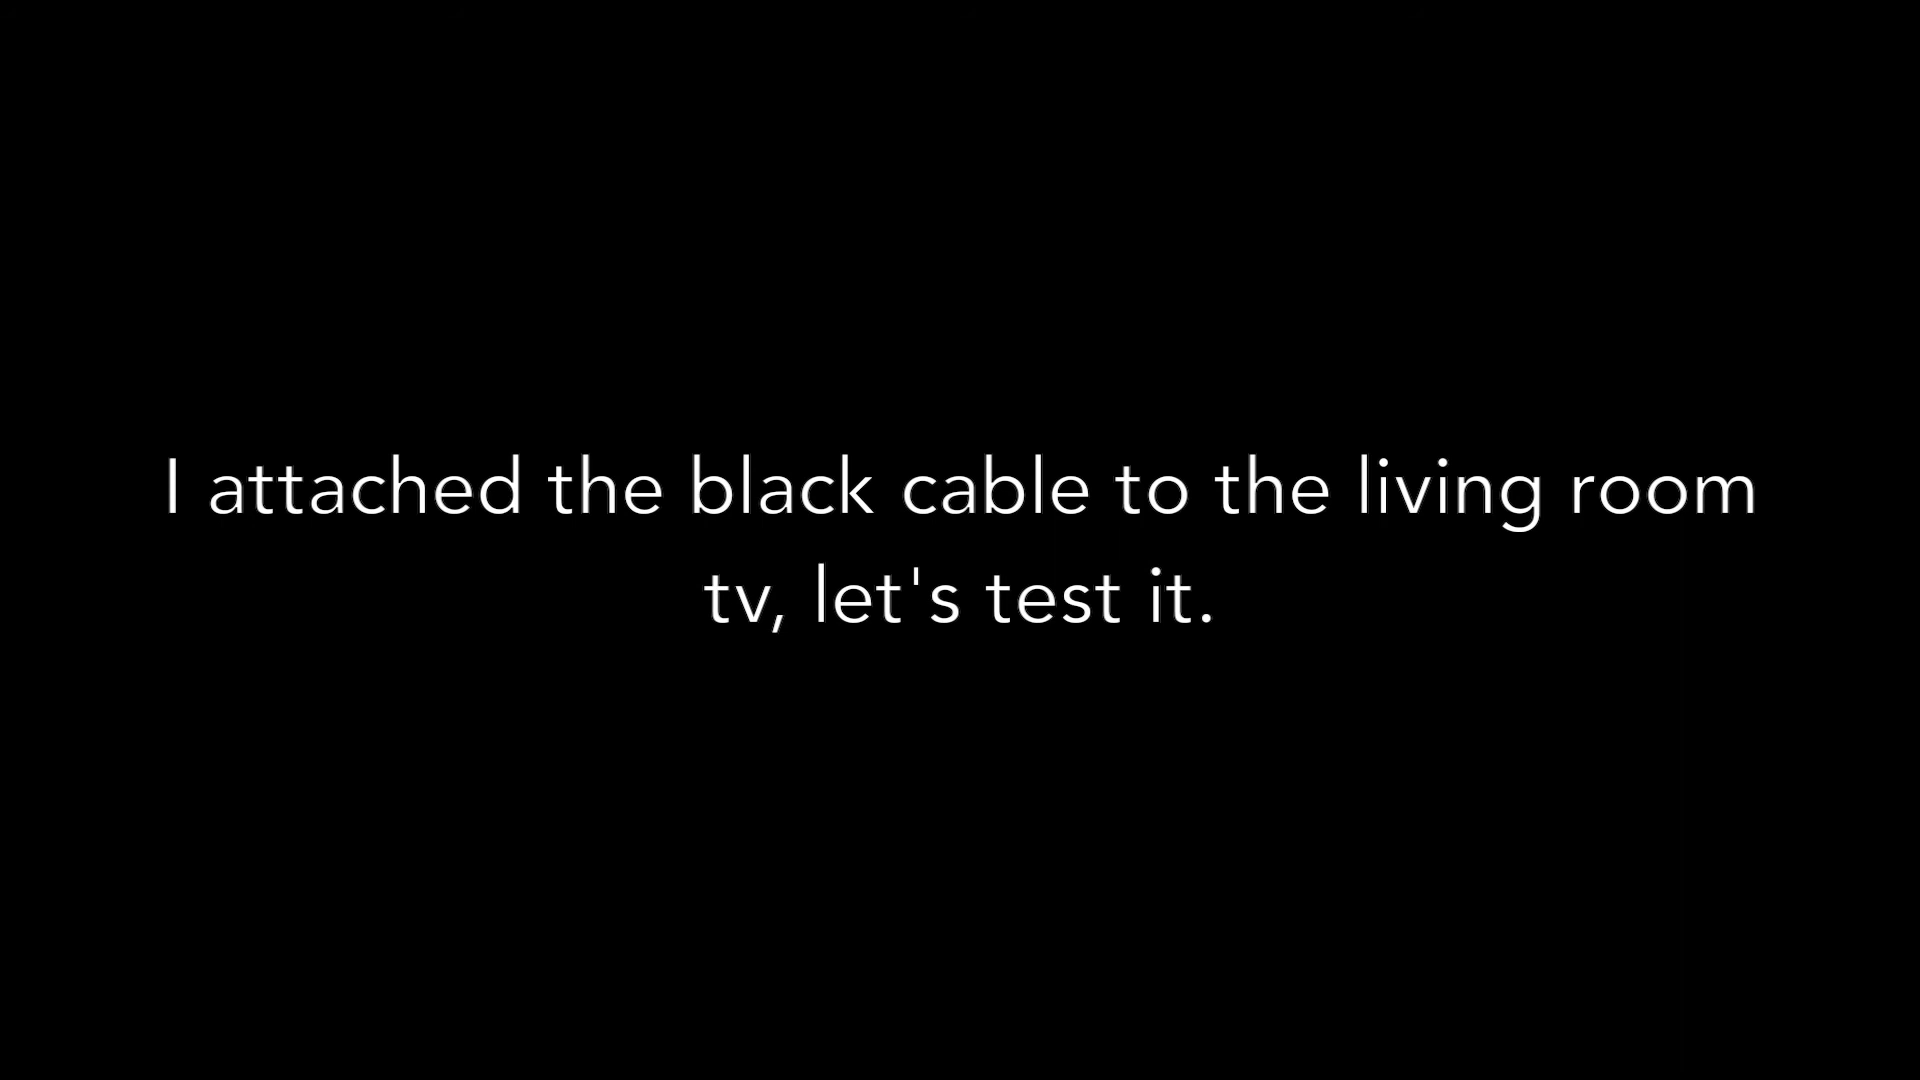 I attached the black cable to the living room
tv, let's test it.